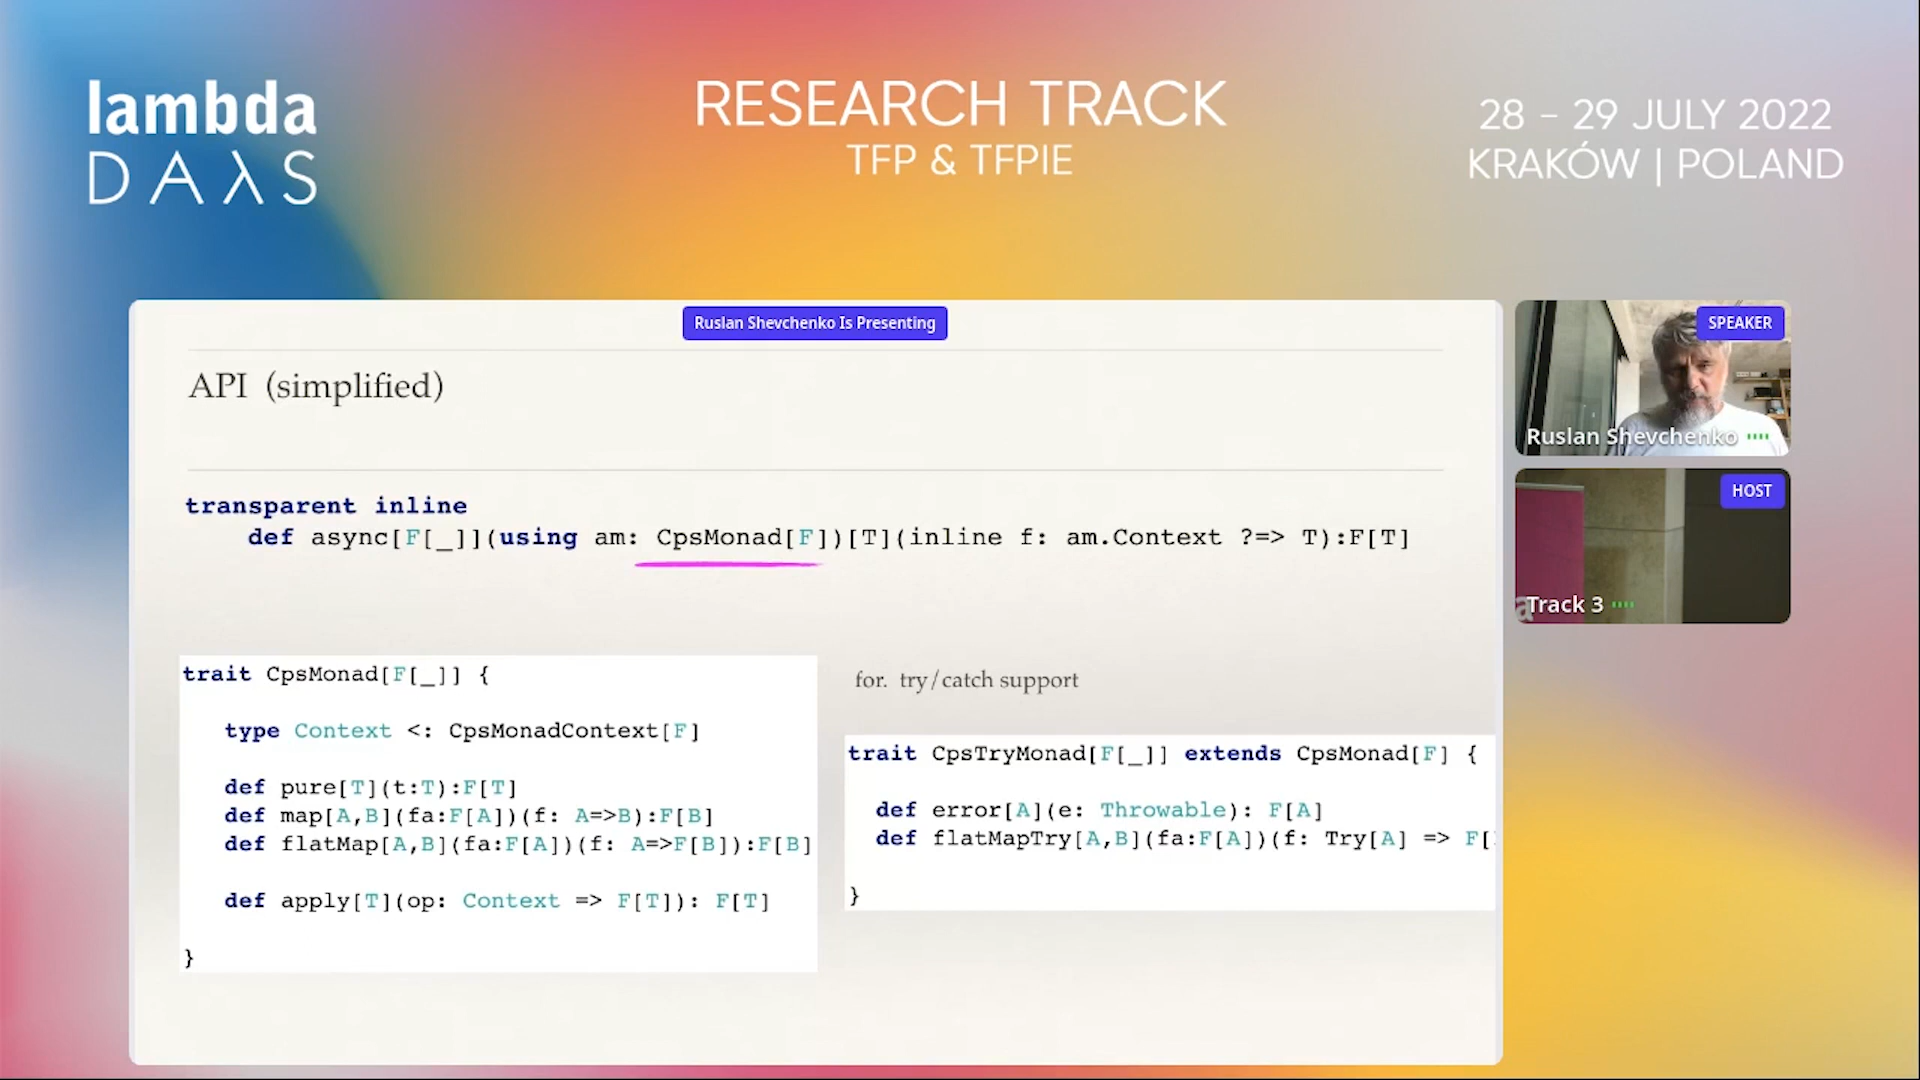 lambda
DAλS
RESEARCH TRACK
TFP & TFPIE
28 – 29 JULY 2022
KRAKÓW | POLAND
Ruslan Shevchenko Is Presenting
API (simplified)
transparent inline
def async[F[_]](using am: CpsMonad[F])[T](inline f: am.Context ?=> T):F[T]
trait CpsMonad[F[_]] {
type Context <: CpsMonadContext[F]
def pure[T](t:T):F[T]
def map[A,B](fa:F[A])(f: A=>B):F[B]
def flatMap[A,B](fa:F[A])(f: A=>F[B]):F[B]
def apply[T](op: Context => F[T]): F[T]
}
for. try/catch support
trait CpsTryMonad[F[_]] extends CpsMonad[F] {
def error[A](e: Throwable): F[A]
def flatMapTry[A,B](fa:F[A])(f: Try[A] => F[
}
SPEAKER
Ruslan Shevchenko
HOST
Track 3